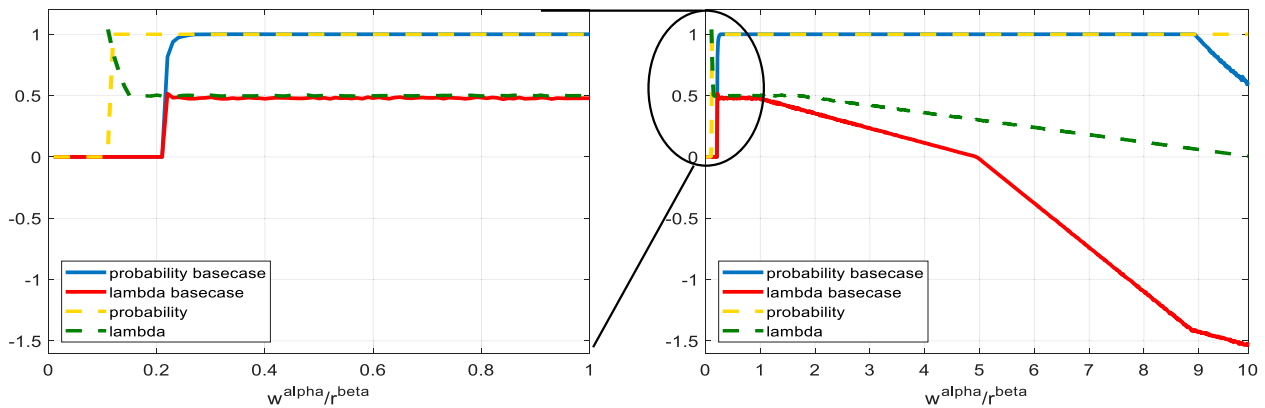 1
0.5
0
-0.5
-1
-1.5
probability basecase
lambda basecase
probability
lambda
0 0.2 0.4 0.6 0.8 1
w^alpha/r^beta
1
0.5
0
-0.5
-1
-1.5
probability basecase
lambda basecase
probability
lambda
0 1 2 3 4 5 6 7 8 9 10
w^alpha/r^beta